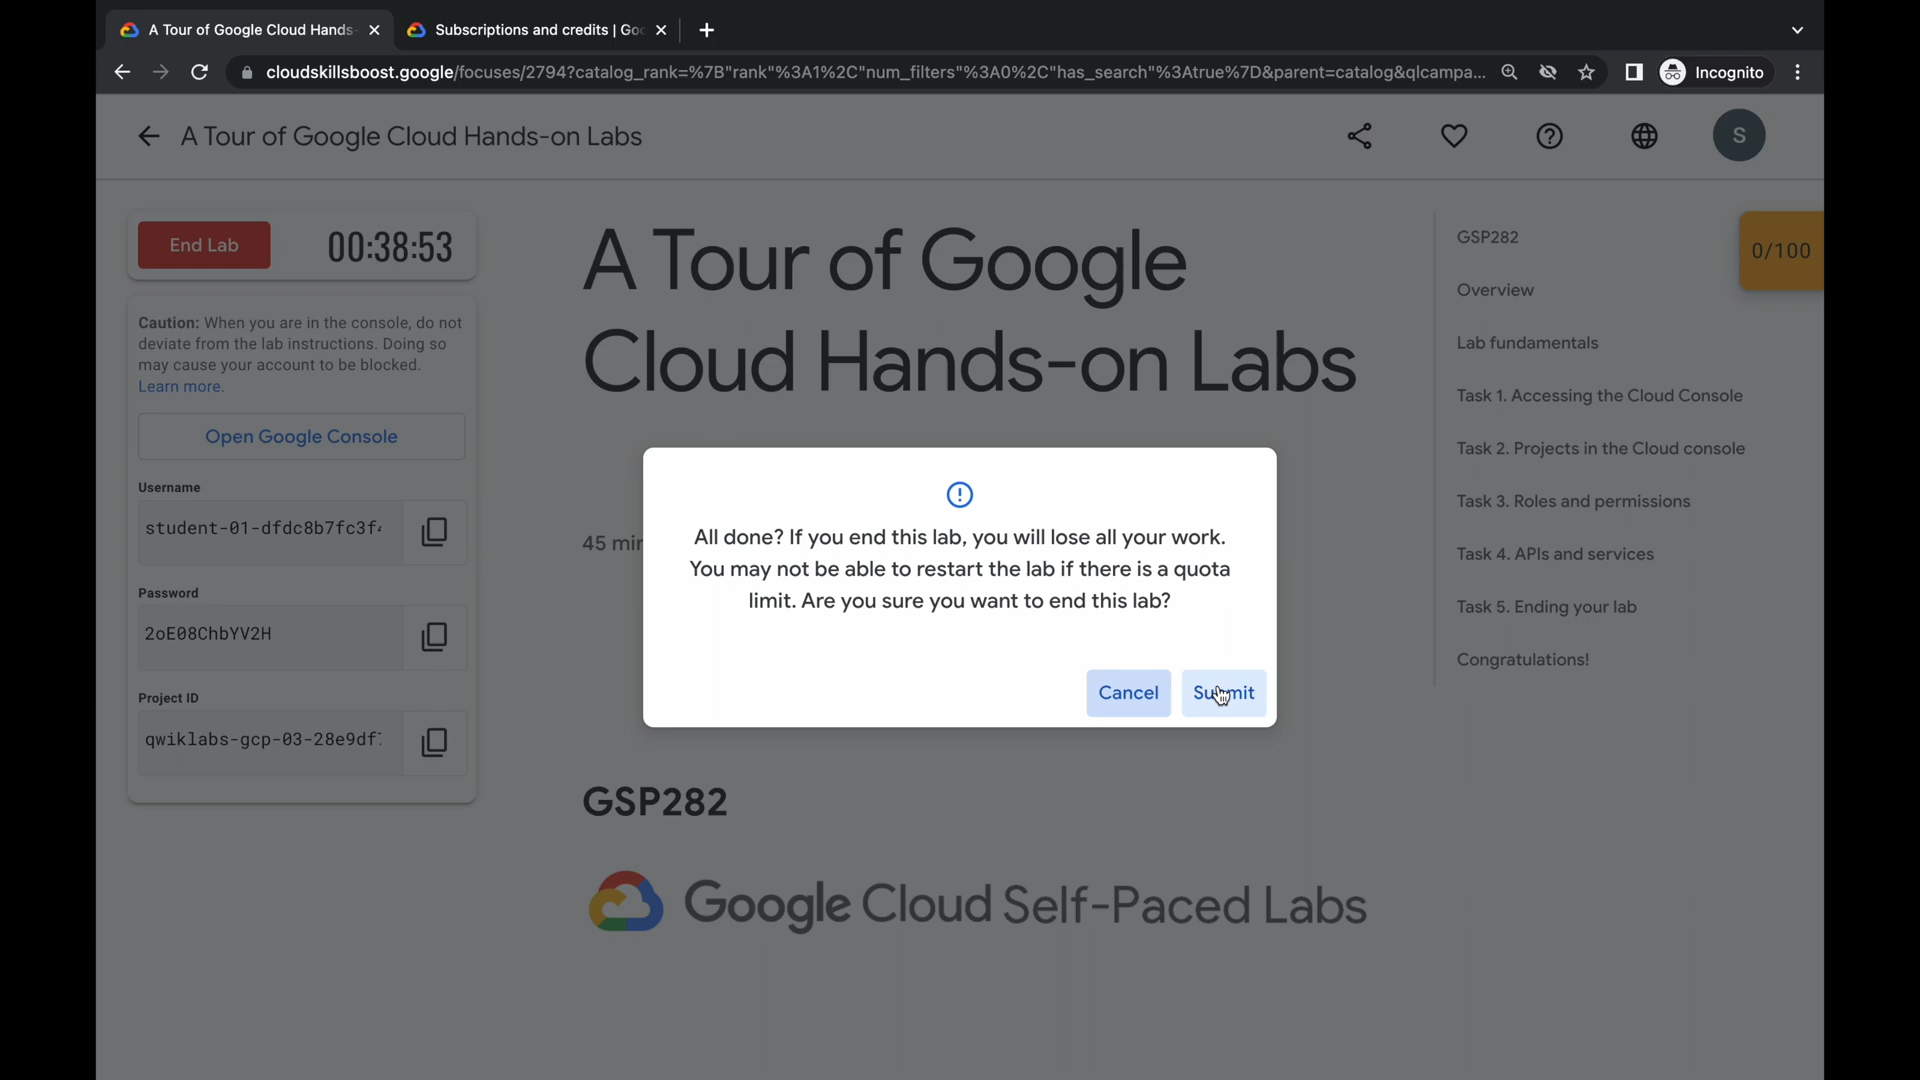 A Tour of Google Cloud Hands-
Subscriptions and credits | Goo
cloudskillsboost.google/focuses/2794?catalog_rank=%7B"rank"%3A1%2C"num_filters"%3A0%2C"has_search"%3Atrue%7D&parent=catalog&qlcampa...
Incognito
A Tour of Google Cloud Hands-on Labs
S
End Lab
00:38:53
Caution: When you are in the console, do not
deviate from the lab instructions. Doing so
may cause your account to be blocked.
Learn more.
Open Google Console
Username
student-01-dfdc8b7fc3f
Password
2oE08ChbYV2H
Project ID
qwiklabs-gcp-03-28e9df
A Tour of Google
Cloud Hands-on Labs
45 min
All done? If you end this lab, you will lose all your work.
You may not be able to restart the lab if there is a quota
limit. Are you sure you want to end this lab?
Cancel
Submit
GSP282
Google Cloud Self-Paced Labs
GSP282
Overview
Lab fundamentals
Task 1. Accessing the Cloud Console
Task 2. Projects in the Cloud console
Task 3. Roles and permissions
Task 4. APIs and services
Task 5. Ending your lab
Congratulations!
0/100